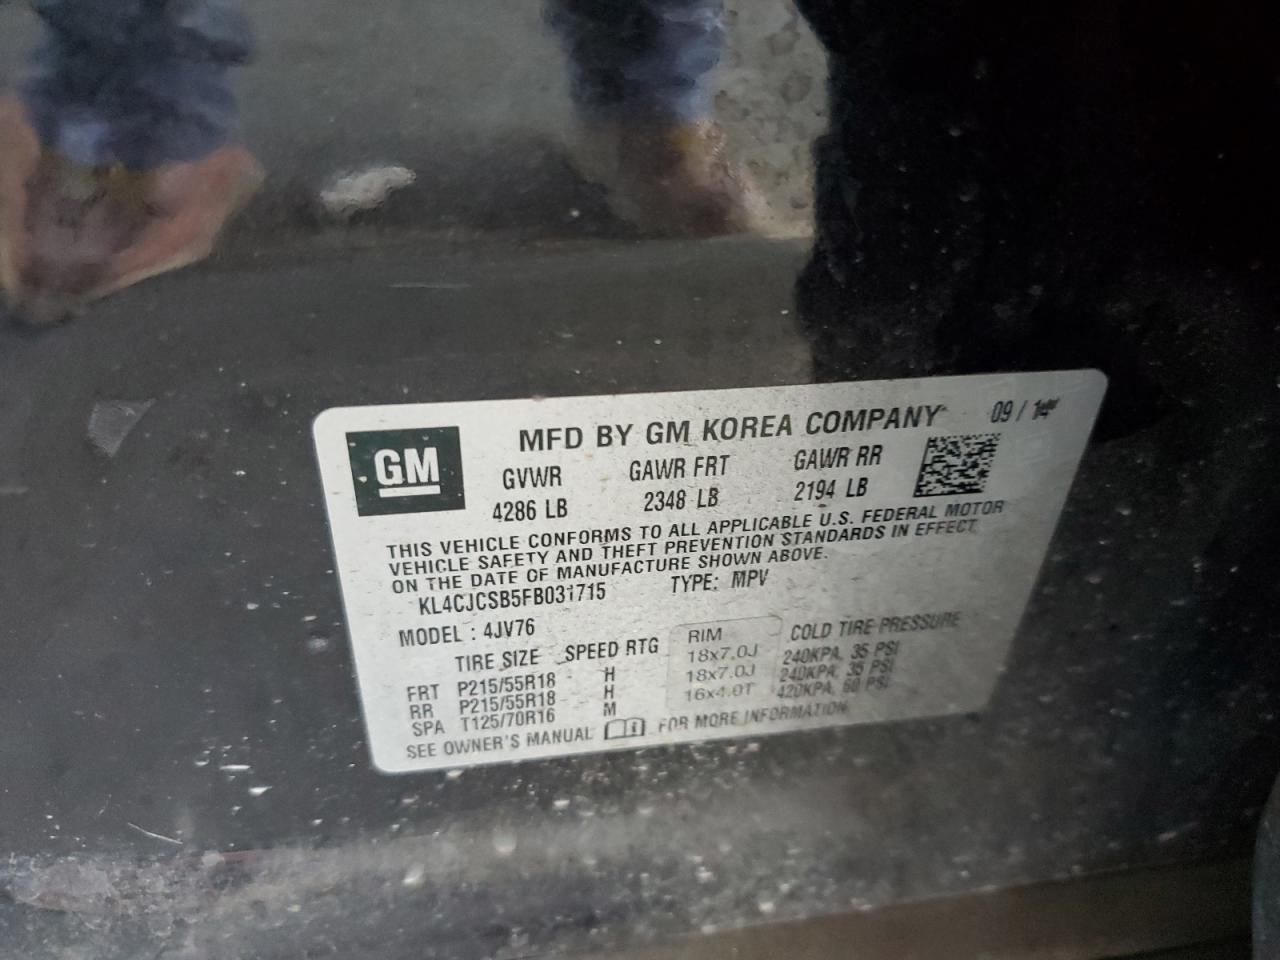 GM
MFD BY GM KOREA COMPANY 09 / 14
GVWR GAWR FRT GAWR RR
4286 LB 2348 LB 2194 LB
THIS VEHICLE CONFORMS TO ALL APPLICABLE U.S. FEDERAL MOTOR
VEHICLE SAFETY AND THEFT PREVENTION STANDARDS IN EFFECT
ON THE DATE OF MANUFACTURE SHOWN ABOVE.
KL4CJCSB5FB031715 TYPE: MPV
MODEL : 4JV76
TIRE SIZE SPEED RTG RIM COLD TIRE PRESSURE
FRT P215/55R18 H 18x7.0J 240KPA, 35 PSI
RR P215/55R18 H 18x7.0J 240KPA, 35 PSI
SPA T125/70R16 M 16x4.0T 420KPA, 60 PSI
SEE OWNER'S MANUAL FOR MORE INFORMATION